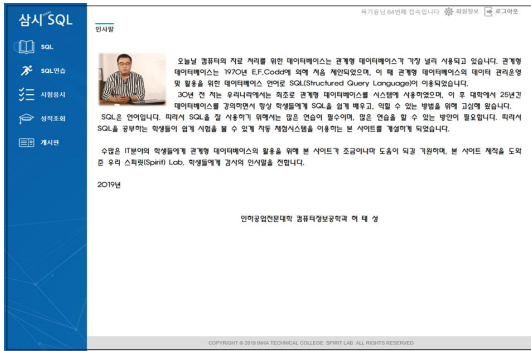 삼시 SQL
SQL
SQL연습
시험응시
성적조회
게시판
목기윤님 64번째 접속입니다 회원정보 로그아웃
인사말
오늘날 컴퓨터의 자료 처리를 위한 데이터베이스는 관계형 데이터베이스가 가장 널리 사용되고 있습니다. 관계형
데이터베이스는 1970년 E.F.Codd에 의해 처음 제안되었으며, 이 때 관계형 데이터베이스의 데이터 관리운영
및 활용을 위한 데이터베이스 언어로 SQL(Structured Query Language)이 이용되었습니다.
30년 전 저는 우리나라에서는 최초로 관계형 데이터베이스를 시스템에 사용하였으며, 이 후 대학에서 25년간
데이터베이스를 강의하면서 항상 학생들에게 SQL을 쉽게 배우고, 익힐 수 있는 방법을 위해 고심해 왔습니다.
SQL은 언어입니다. 따라서 SQL을 잘 사용하기 위해서는 많은 연습이 필수이며, 많은 연습을 할 수 있는 방안이 필요합니다. 따라서
SQL을 공부하는 학생들이 쉽게 시험을 볼 수 있게 자동 채점시스템을 이용하는 본 사이트를 개설하게 되었습니다.
수많은 IT분야의 학생들에게 관계형 데이터베이스의 활용을 위해 본 사이트가 조금이나마 도움이 되길 기원하며, 본 사이트 제작을 도와
준 우리 스피릿(Spirit) Lab. 학생들에게 감사의 인사말을 전합니다.
2019년
인하공업전문대학 컴퓨터정보공학과 허 태 성
COPYRIGHT © 2019 INHA TECHNICAL COLLEGE. SPIRIT LAB. ALL RIGHTS RESERVED